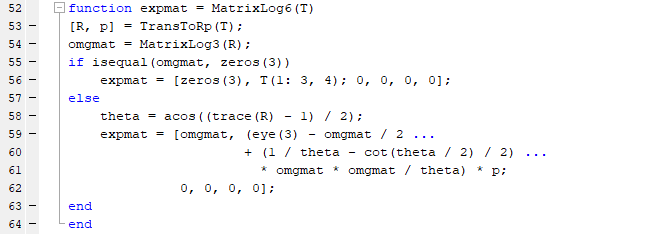 52 function expmat = MatrixLog6(T)
53 - [R, p] = TransToRp(T);
54 - omgmat = MatrixLog3(R);
55 - if isequal(omgmat, zeros(3))
56 -     expmat = [zeros(3), T(1: 3, 4); 0, 0, 0, 0];
57 - else
58 -     theta = acos((trace(R) - 1) / 2);
59 -     expmat = [omgmat, (eye(3) - omgmat / 2 ...
60                       + (1 / theta - cot(theta / 2) / 2) ...
61                         * omgmat * omgmat / theta) * p;
62               0, 0, 0, 0];
63 - end
64 - end